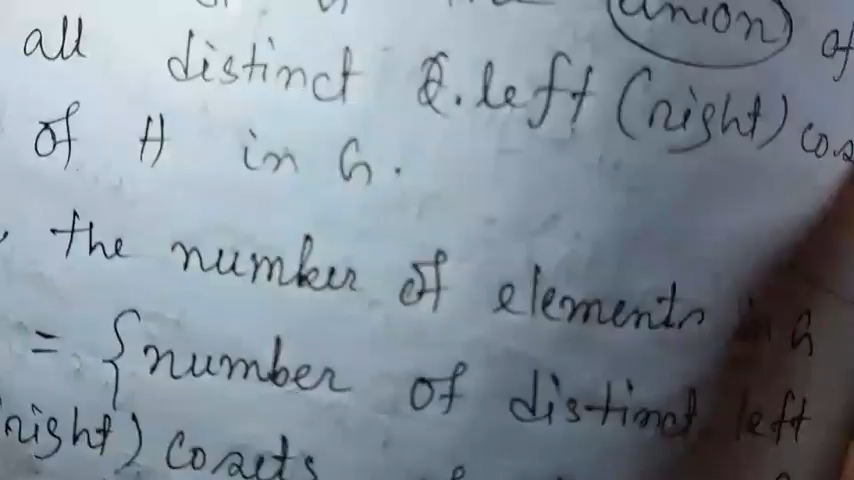 (union) of
all distinct left (right)
of H in G.
the number of elements in G
= {number of distinct left
right) cosets